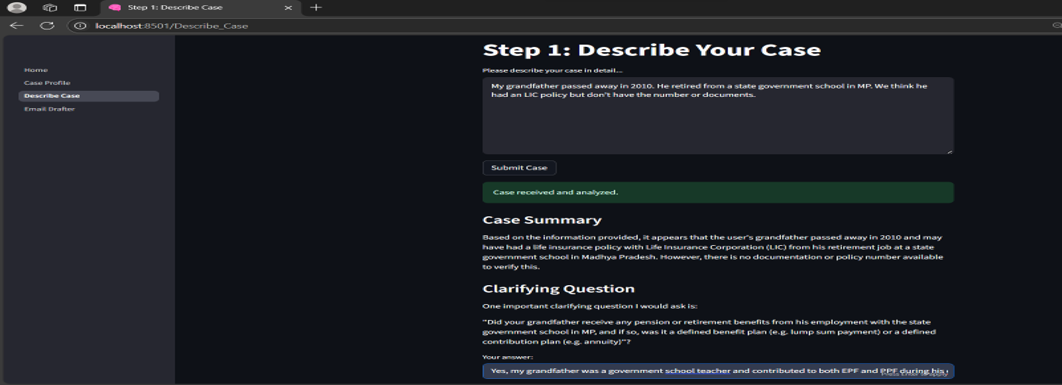 Step 1: Describe Case
localhost:8501/Describe_Case
Home
Case Profile
Describe Case
Email Drafter
Step 1: Describe Your Case
Please describe your case in detail...
My grandfather passed away in 2010. He retired from a state government school in MP. We think he
had an LIC policy but don't have the number or documents.
Submit Case
Case received and analyzed.
Case Summary
Based on the information provided, it appears that the user's grandfather passed away in 2010 and may
have had a life insurance policy with Life Insurance Corporation (LIC) from his retirement job at a state
government school in Madhya Pradesh. However, there is no documentation or policy number available
to verify this.
Clarifying Question
One important clarifying question I would ask is:
"Did your grandfather receive any pension or retirement benefits from his employment with the state
government school in MP, and if so, was it a defined benefit plan (e.g. lump sum payment) or a defined
contribution plan (e.g. annuity)"?
Your answer:
Yes, my grandfather was a government school teacher and contributed to both EPF and PPF during his